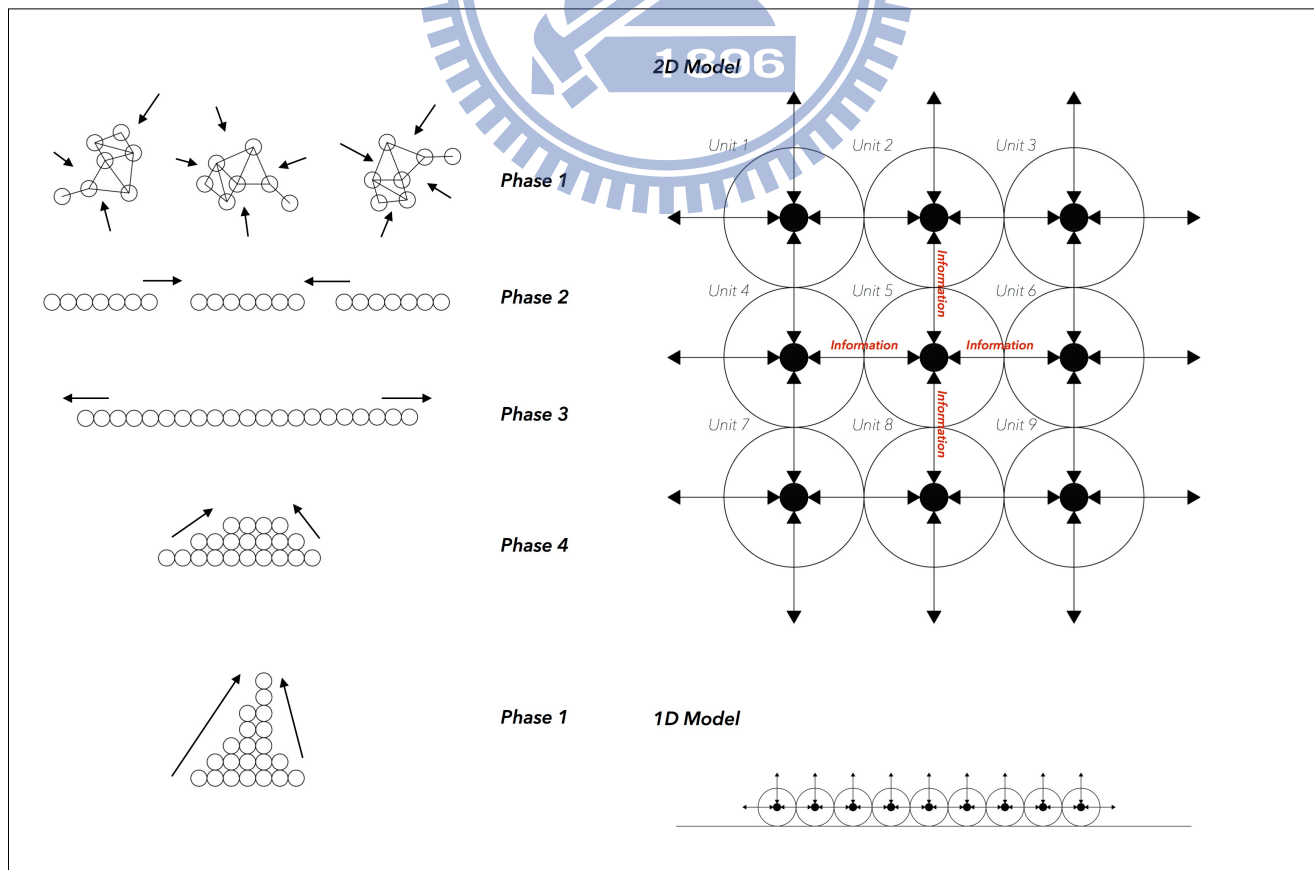 1896
2D Model
Unit 1
Unit 2
Unit 3
Phase 1
Information
Phase 2
Unit 4
Unit 5
Unit 6
Information
Information
Phase 3
Information
Unit 7
Unit 8
Unit 9
Phase 4
Phase 1
1D Model